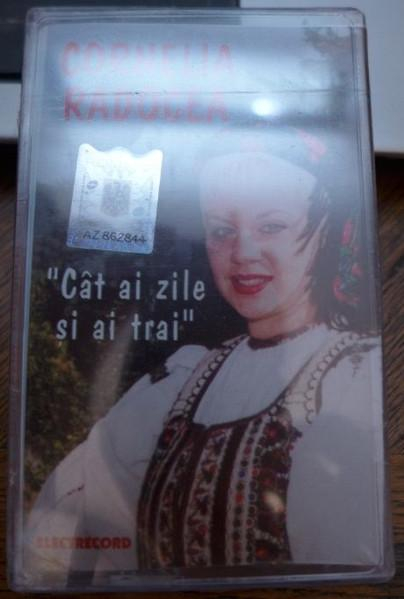 CORNELIA
RADUCEA
AZ 862844
"Cât ai zile
si ai trai"
ELECTRECORD